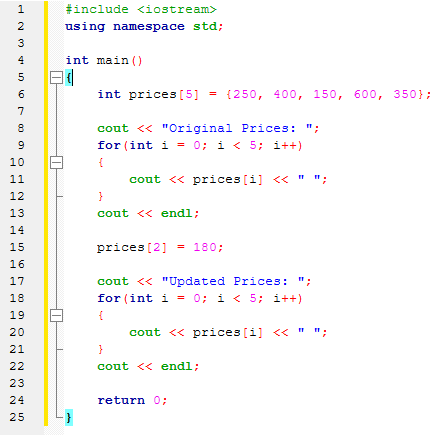 1 #include <iostream>
2 using namespace std;
3
4 int main()
5 {
6 int prices[5] = {250, 400, 150, 600, 350};
7
8 cout << "Original Prices: ";
9 for(int i = 0; i < 5; i++)
10 {
11 cout << prices[i] << " ";
12 }
13 cout << endl;
14
15 prices[2] = 180;
16
17 cout << "Updated Prices: ";
18 for(int i = 0; i < 5; i++)
19 {
20 cout << prices[i] << " ";
21 }
22 cout << endl;
23
24 return 0;
25 }